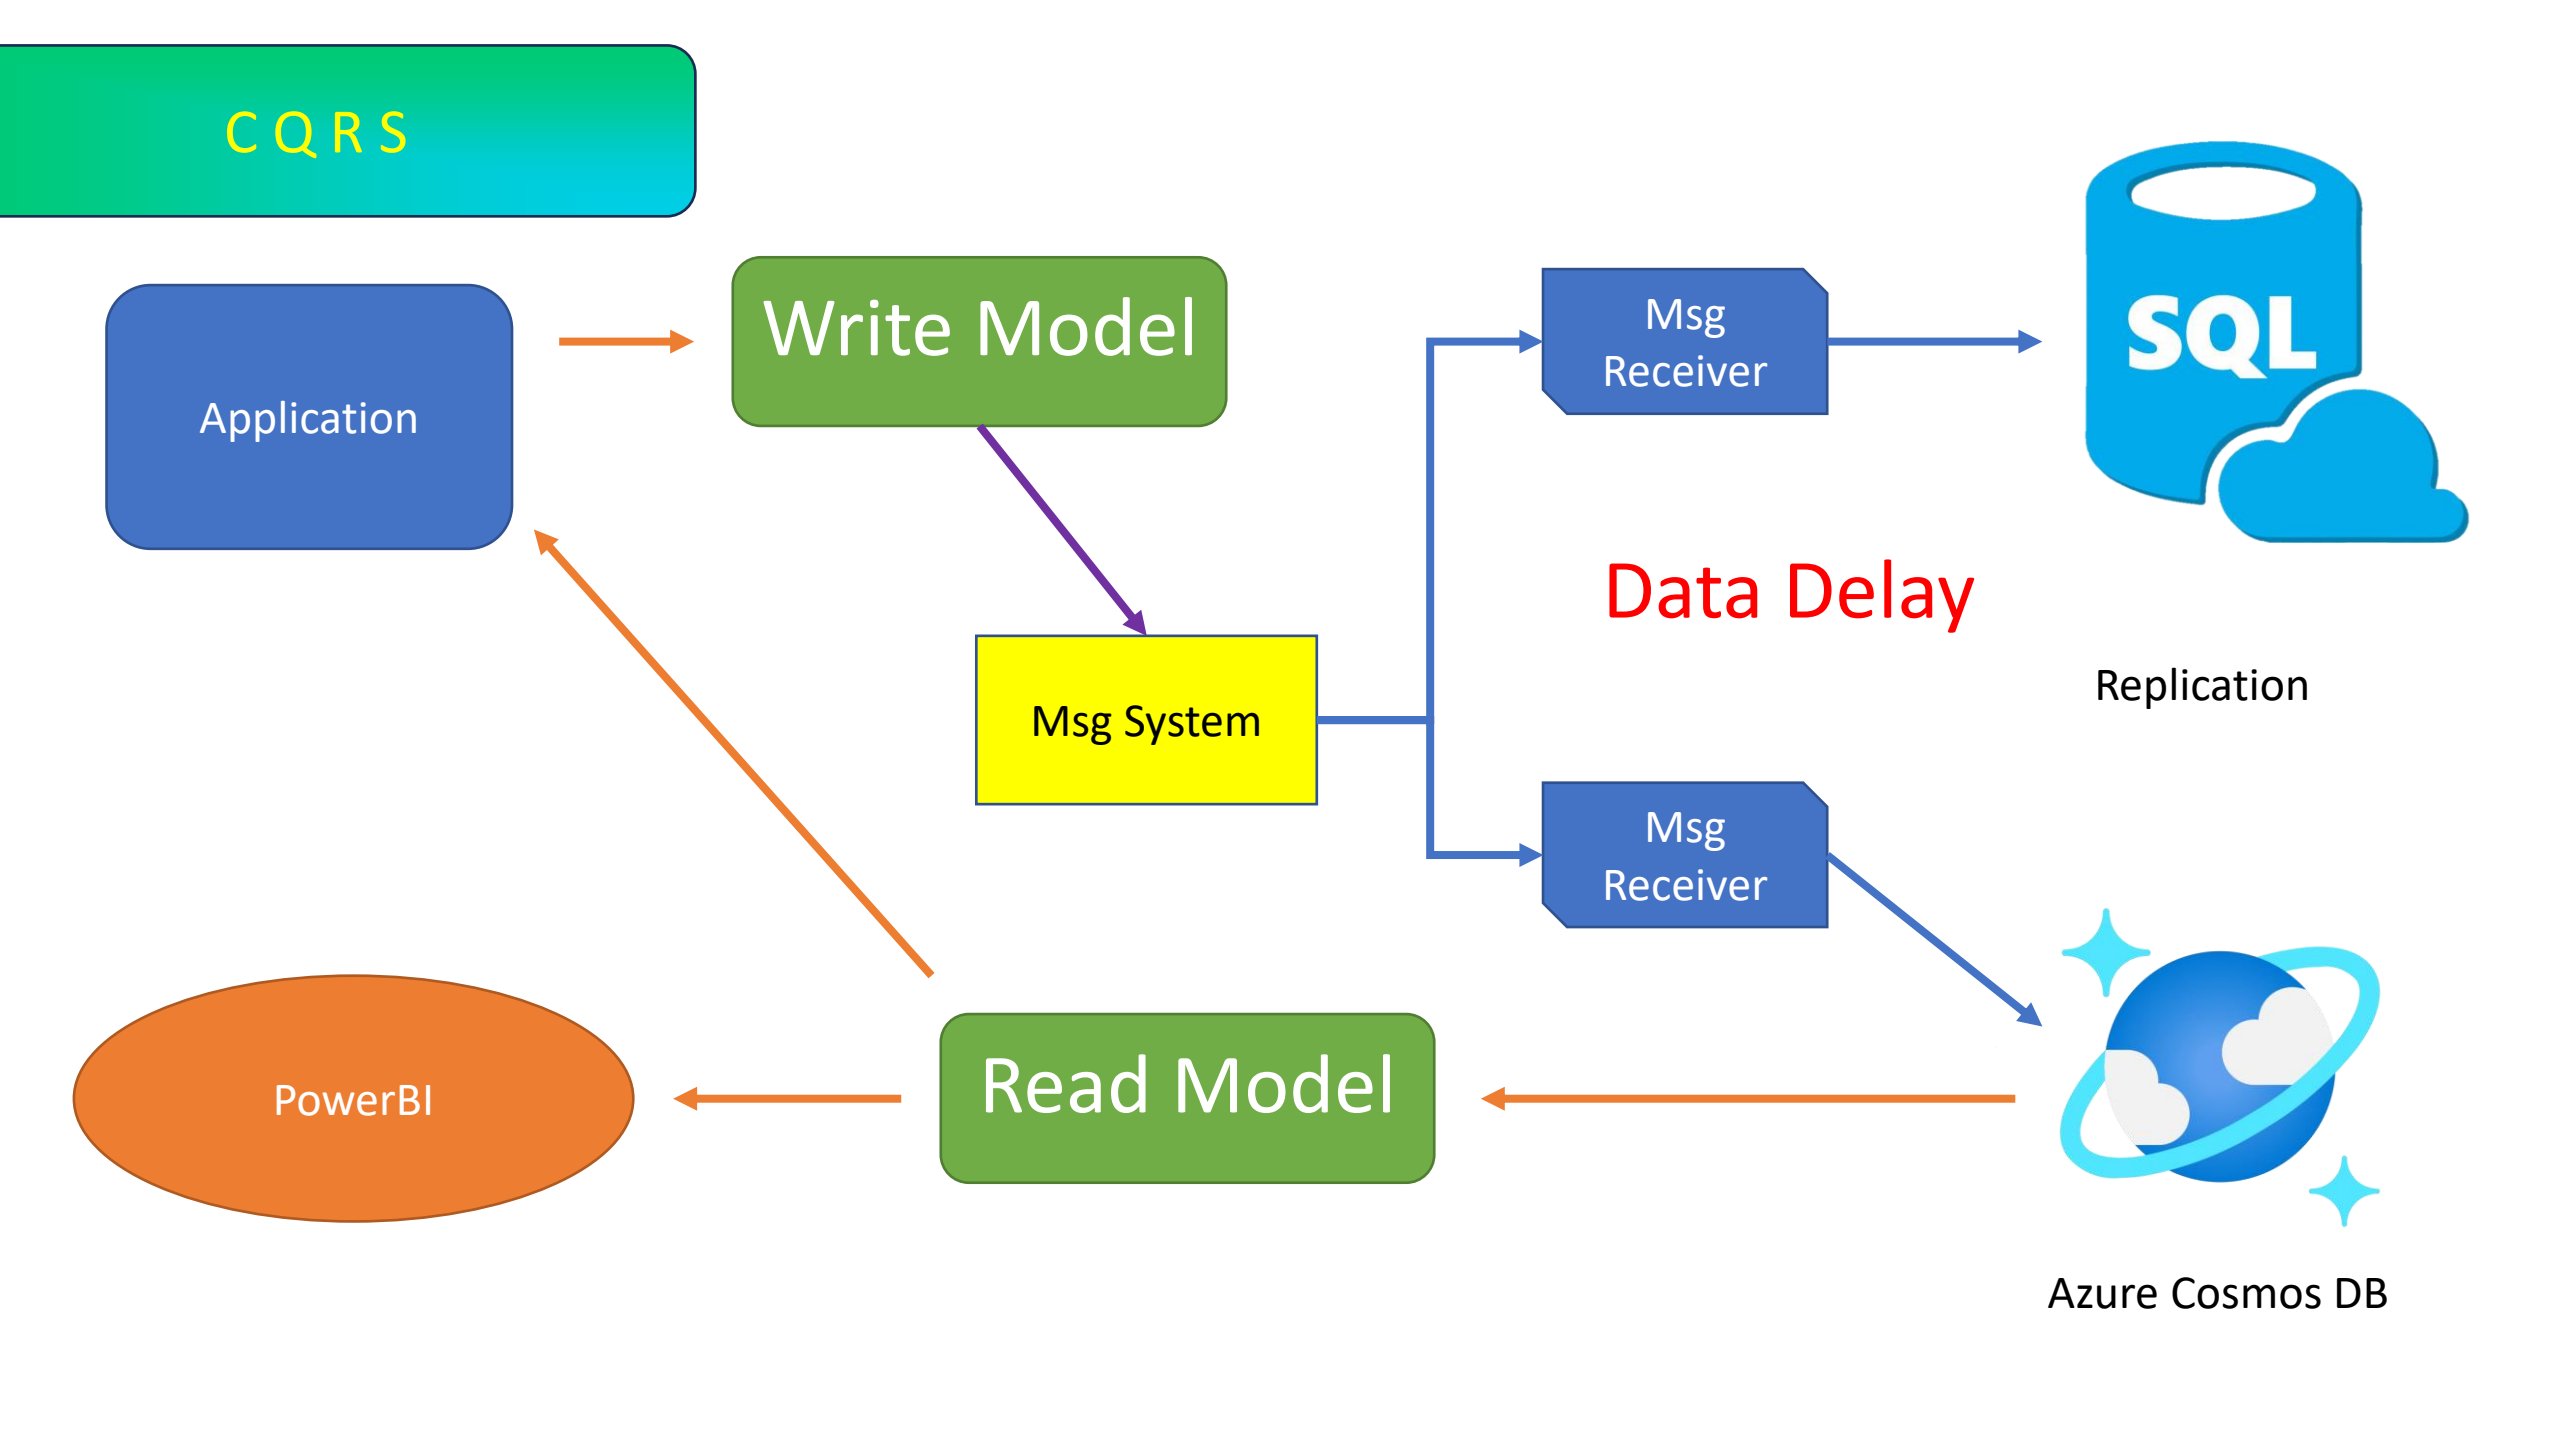 C Q R S
Application
Write Model
Msg
Receiver
SQL
Data Delay
Replication
Msg System
Msg
Receiver
PowerBI
Read Model
Azure Cosmos DB